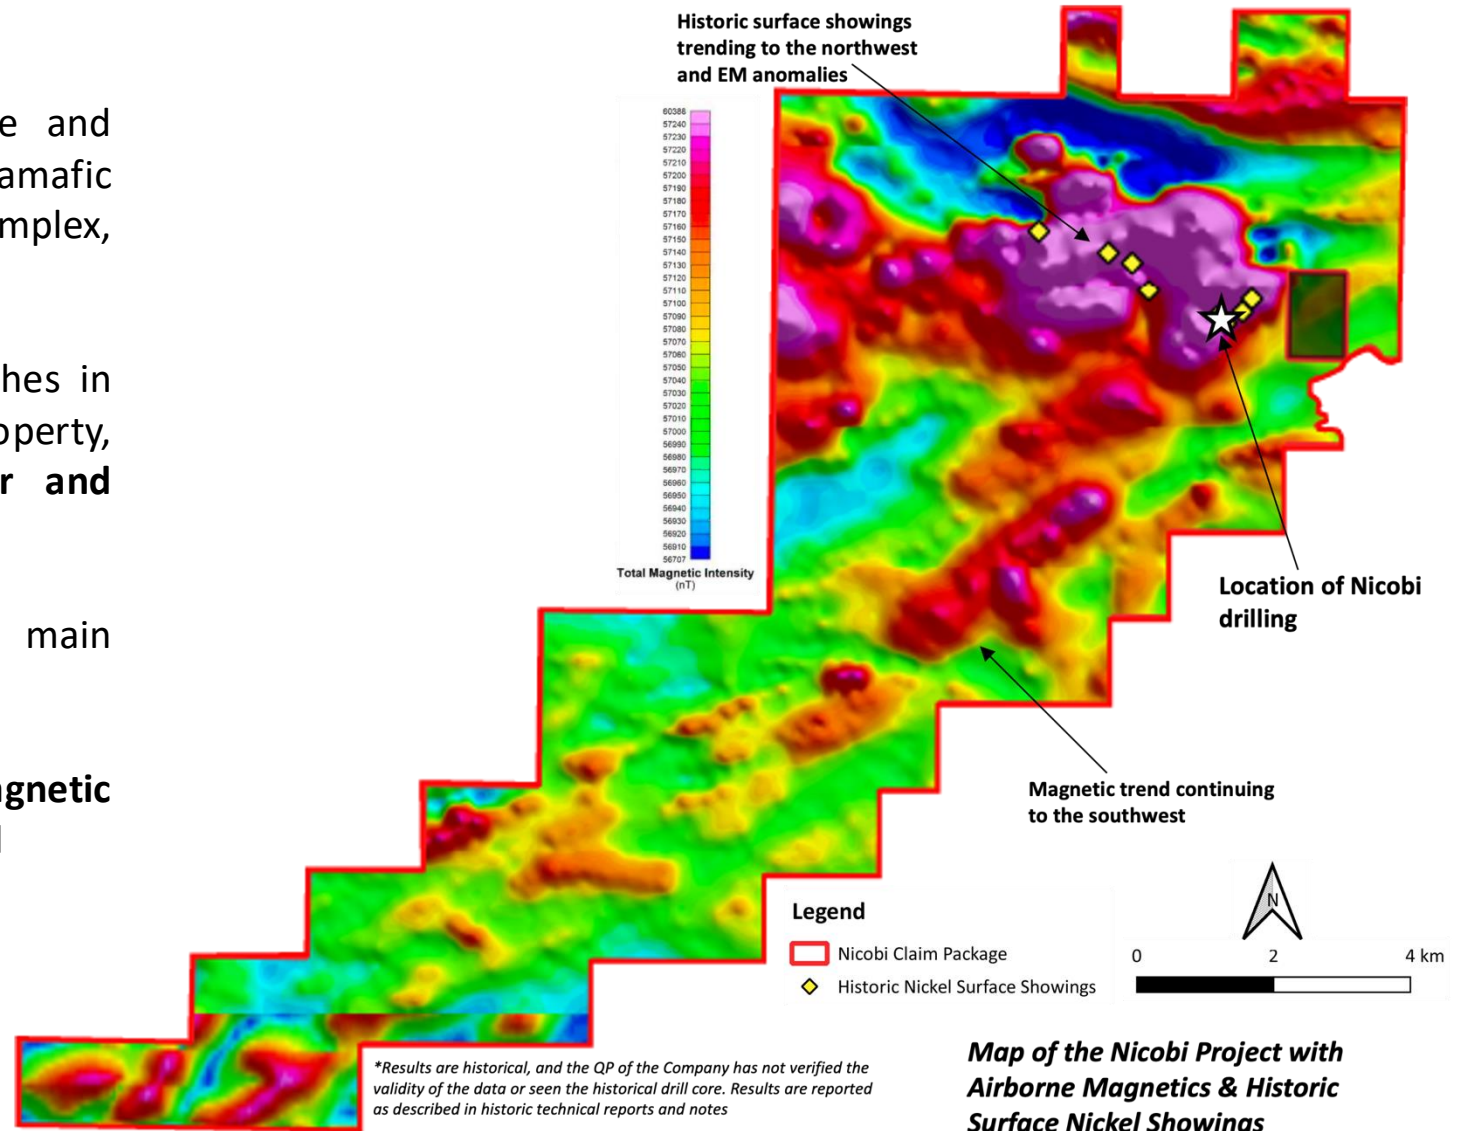 e and
amafic
mplex,
hes in
operty,
r and
main
agnetic
Historic surface showings
trending to the northwest
and EM anomalies
60386
57240
57230
57220
57210
57200
57190
57180
57170
57160
57150
57140
57130
57120
57110
57100
57090
57080
57070
57060
57050
57040
57030
57020
57010
57000
56990
56980
56970
56960
56950
56940
56930
56920
56910
56707
Total Magnetic Intensity
(nT)
Location of Nicobi
drilling
Magnetic trend continuing
to the southwest
Legend
Nicobi Claim Package
Historic Nickel Surface Showings
N
0 2 4 km
*Results are historical, and the QP of the Company has not verified the
validity of the data or seen the historical drill core. Results are reported
as described in historic technical reports and notes
Map of the Nicobi Project with
Airborne Magnetics & Historic
Surface Nickel Showings